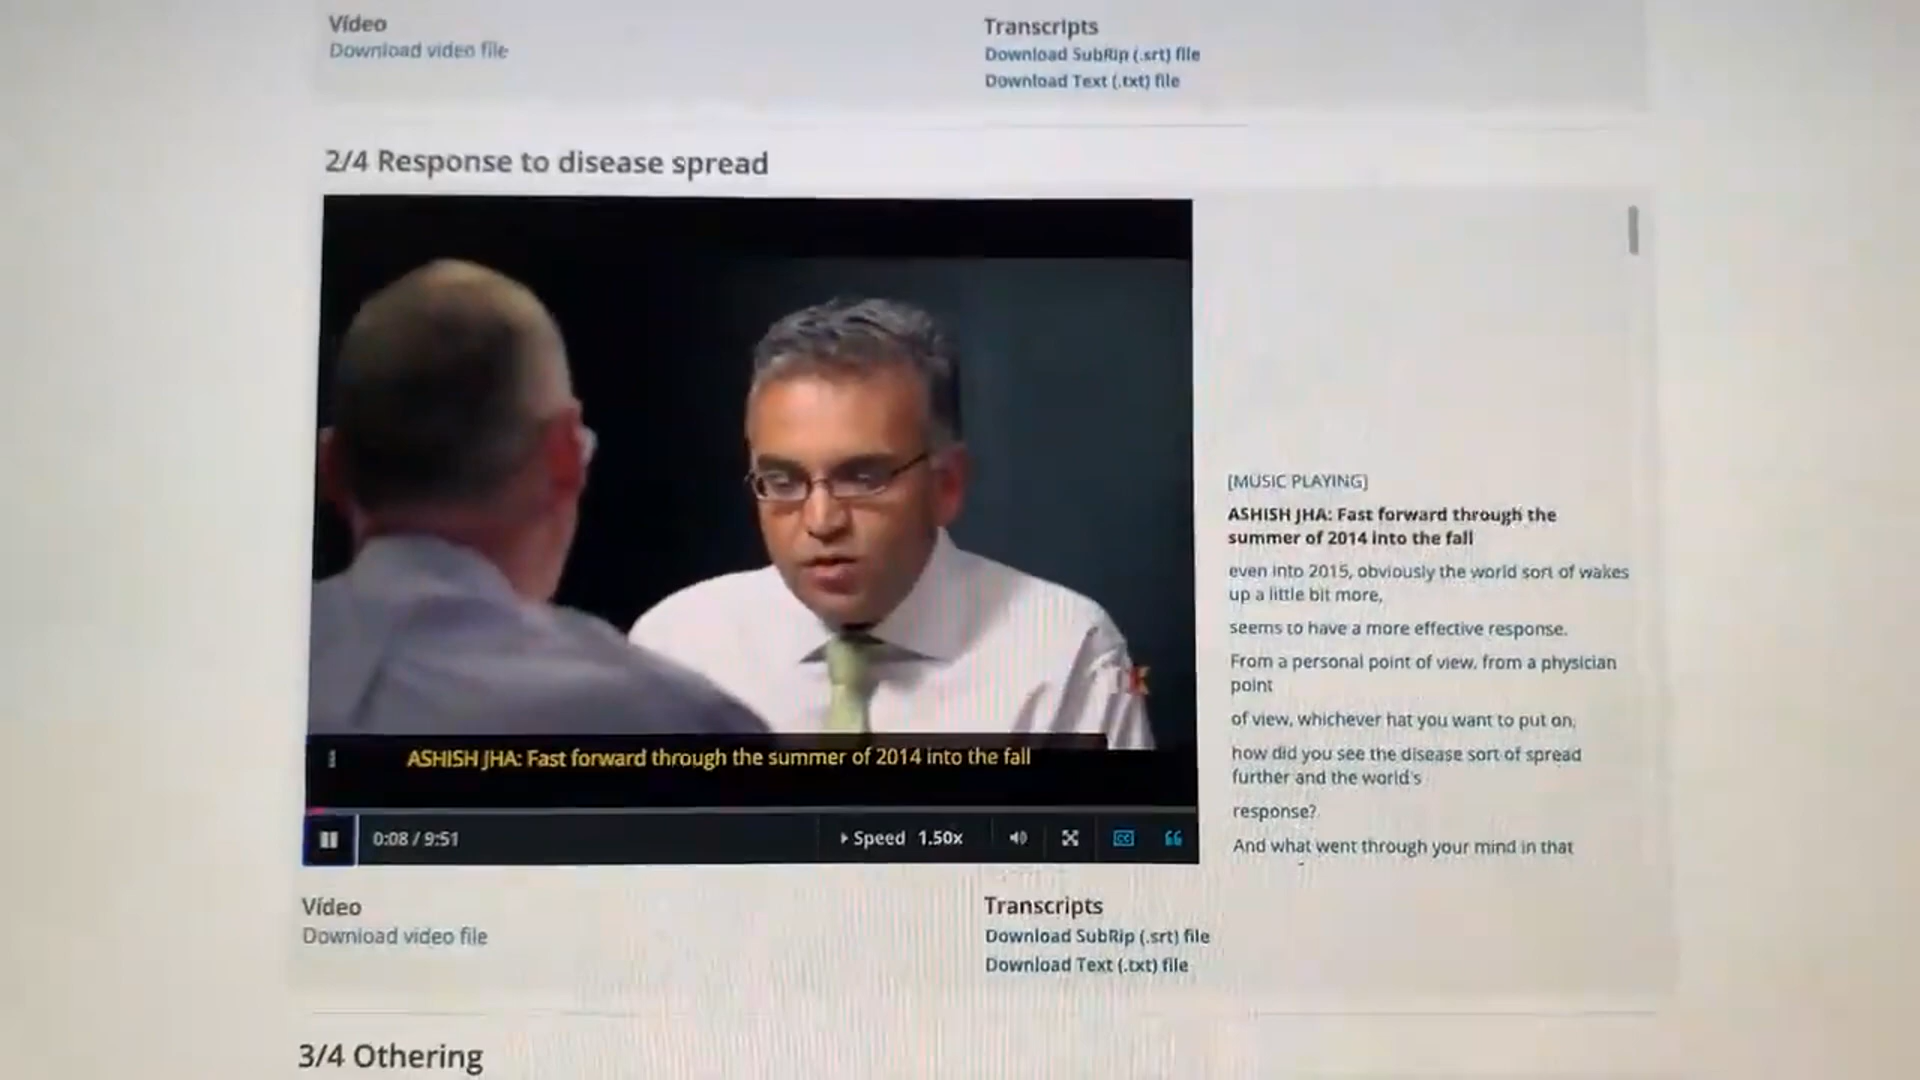 Video
Download video file
Transcripts
Download SubRip (.srt) file
Download Text (.txt) file
2/4 Response to disease spread
[MUSIC PLAYING]
ASHISH JHA: Fast forward through the
summer of 2014 into the fall
even into 2015, obviously the world sort of wakes
up a little bit more,
seems to have a more effective response.
From a personal point of view, from a physician
point
of view, whichever hat you want to put on,
how did you see the disease sort of spread
further and the world's
response?
And what went through your mind in that
X
ASHISH JHA: Fast forward through the summer of 2014 into the fall
0:08 / 9:51
Speed 1.50x
CC
Video
Download video file
Transcripts
Download SubRip (.srt) file
Download Text (.txt) file
3/4 Othering